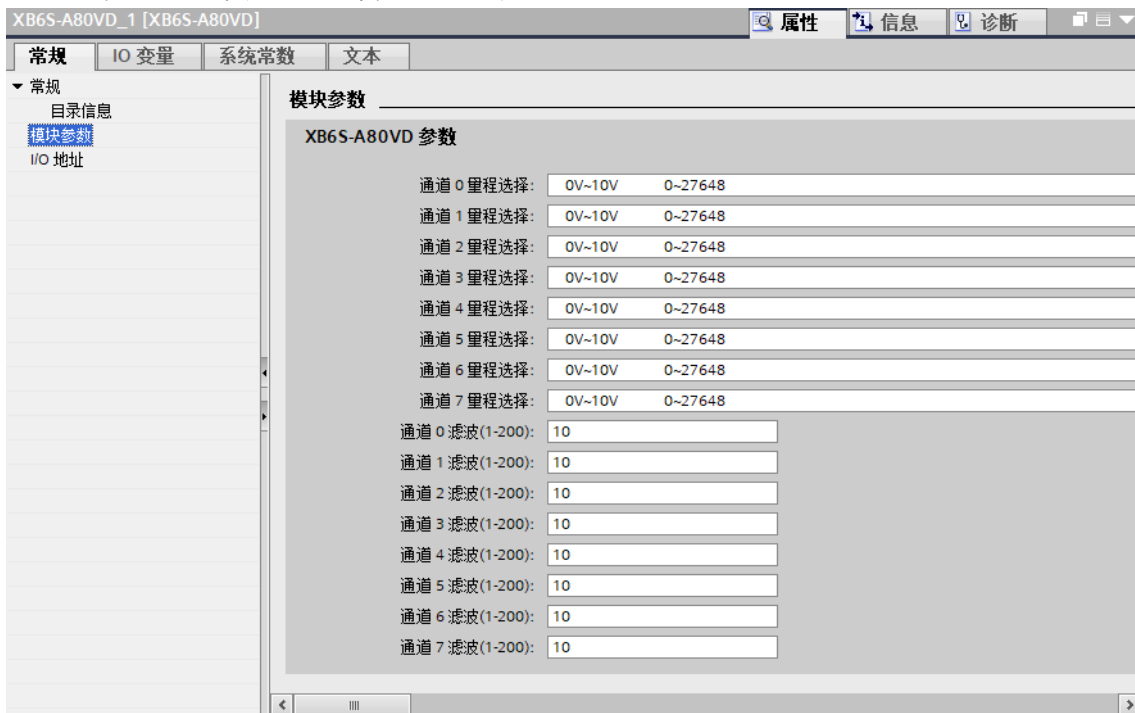 XB6S-A80VD_1 [XB6S-A80VD]
属性 信息 诊断
常规 IO 变量 系统常数 文本
常规
目录信息
模块参数
I/O 地址
模块参数
XB6S-A80VD 参数
通道 0 量程选择: 0V~10V 0~27648
通道 1 量程选择: 0V~10V 0~27648
通道 2 量程选择: 0V~10V 0~27648
通道 3 量程选择: 0V~10V 0~27648
通道 4 量程选择: 0V~10V 0~27648
通道 5 量程选择: 0V~10V 0~27648
通道 6 量程选择: 0V~10V 0~27648
通道 7 量程选择: 0V~10V 0~27648
通道 0 滤波(1-200): 10
通道 1 滤波(1-200): 10
通道 2 滤波(1-200): 10
通道 3 滤波(1-200): 10
通道 4 滤波(1-200): 10
通道 5 滤波(1-200): 10
通道 6 滤波(1-200): 10
通道 7 滤波(1-200): 10